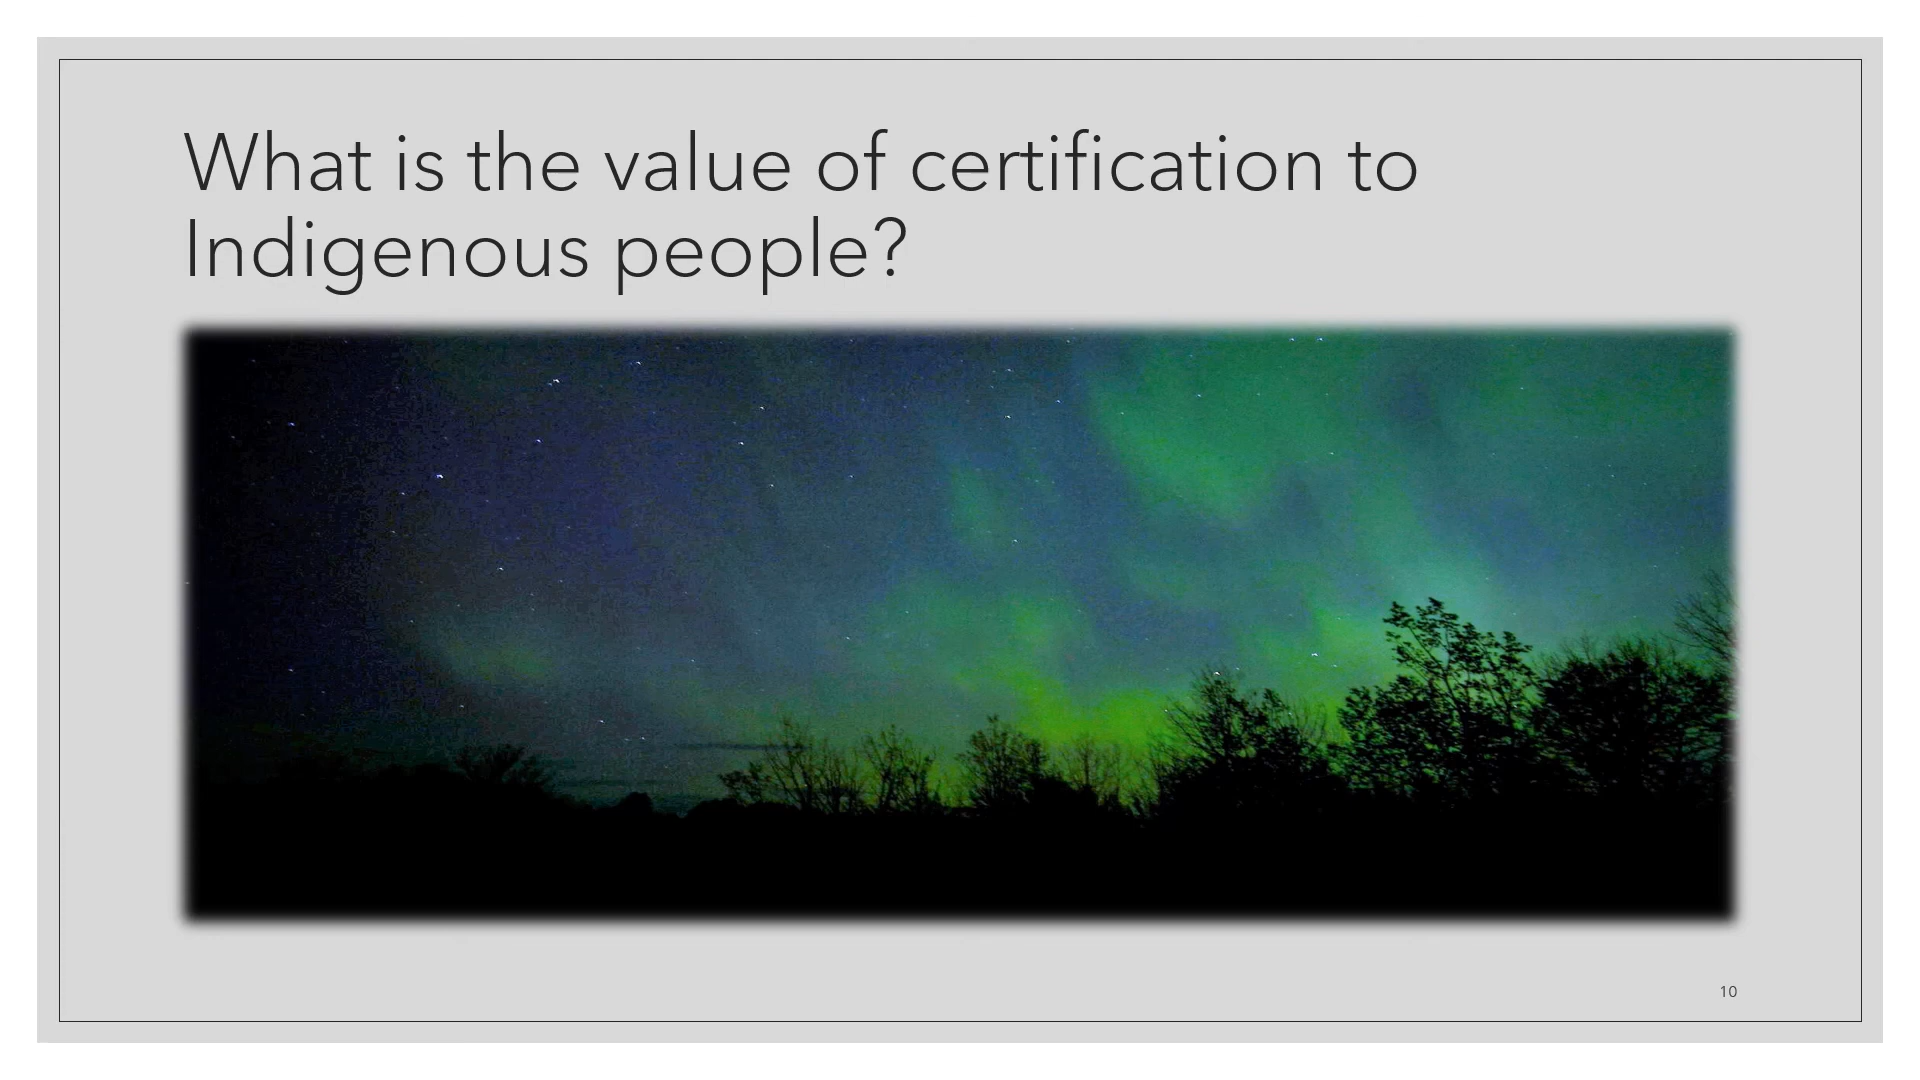 What is the value of certification to
Indigenous people?
10